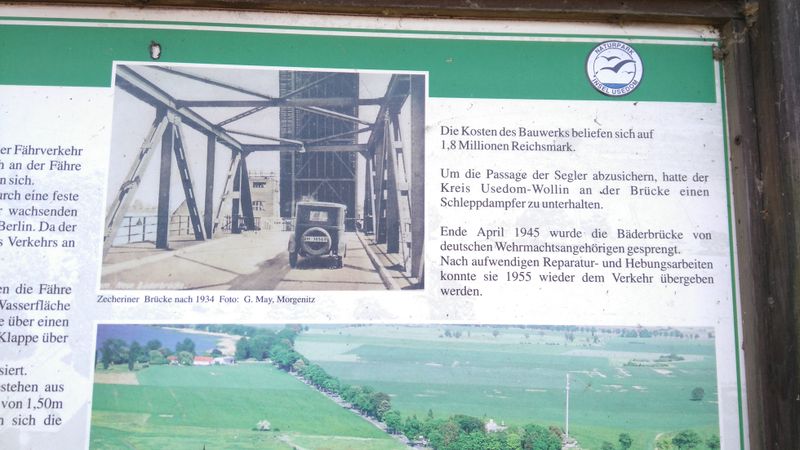 NATURPARK
INSEL USEDOM
er Fährverkehr
h an der Fähre
n sich.
urch eine feste
r wachsenden
Berlin. Da der
s Verkehrs an
en die Fähre
Wasserfläche
e über einen
Klappe über
siert.
estehen aus
von 1,50m
n sich die
Neue Bäderbrücke
Zecheriner Brücke nach 1934 Foto: G. May, Morgenitz
Die Kosten des Bauwerks beliefen sich auf
1,8 Millionen Reichsmark.
Um die Passage der Segler abzusichern, hatte der
Kreis Usedom-Wollin an der Brücke einen
Schleppdampfer zu unterhalten.
Ende April 1945 wurde die Bäderbrücke von
deutschen Wehrmachtsangehörigen gesprengt.
Nach aufwendigen Reparatur- und Hebungsarbeiten
konnte sie 1955 wieder dem Verkehr übergeben
werden.